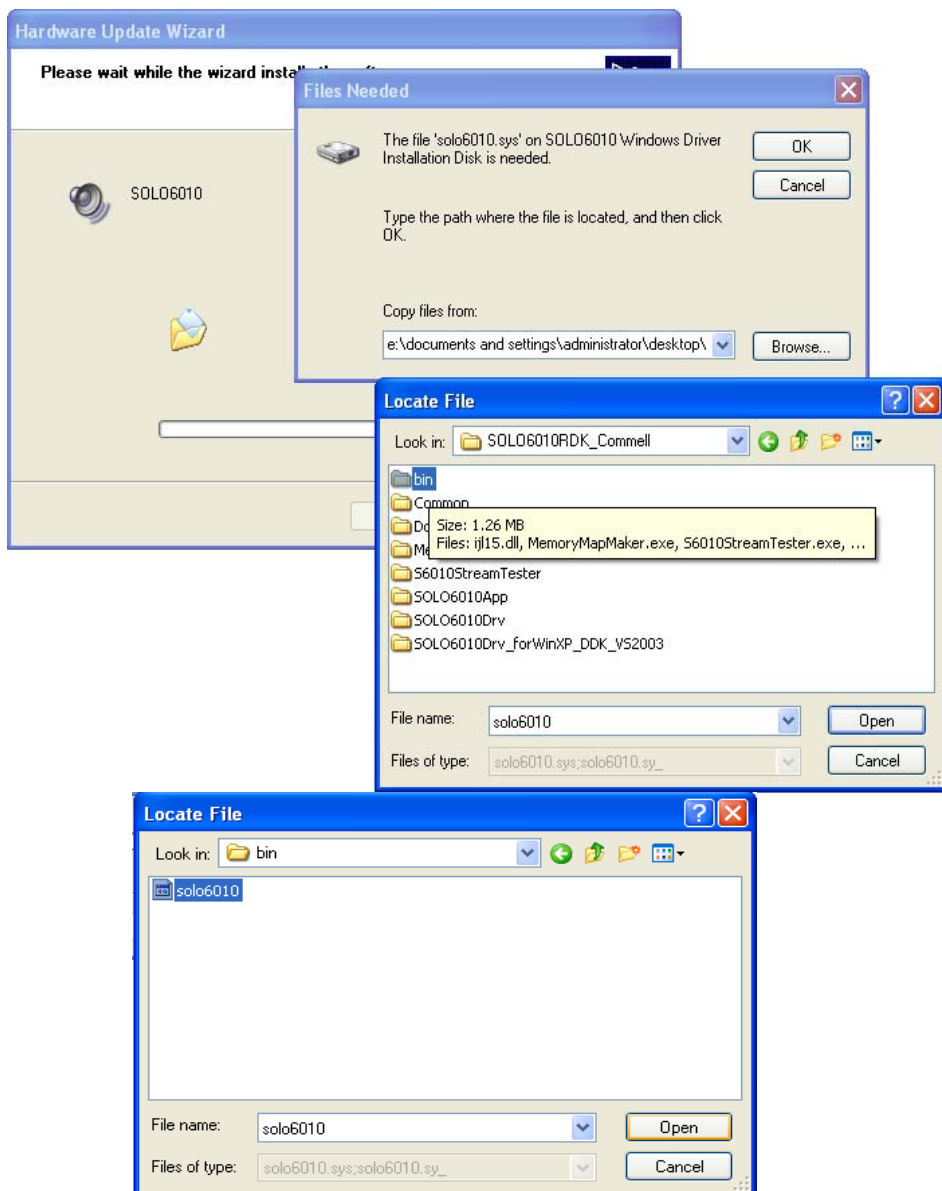 Hardware Update Wizard
Please wait while the wizard
Files Needed
The file 'solo6010.sys' on SOLO6010 Windows Driver
Installation Disk is needed.
OK
Cancel
SOLO6010
Type the path where the file is located, and then click
OK.
Copy files from:
e:\documents and settings\administrator\desktop\
Browse...
Locate File
Look in: SOLO6010RDK_Commell
bin
Common
Size: 1.26 MB
Files: ijl15.dll, MemoryMapMaker.exe, S6010StreamTester.exe, ...
S6010StreamTester
SOLO6010App
SOLO6010Drv
SOLO6010Drv_forWinXP_DDK_VS2003
File name: solo6010 Open
Files of type: solo6010.sys;solo6010.sy_ Cancel
Locate File
Look in: bin
solo6010
File name: solo6010 Open
Files of type: solo6010.sys;solo6010.sy_ Cancel